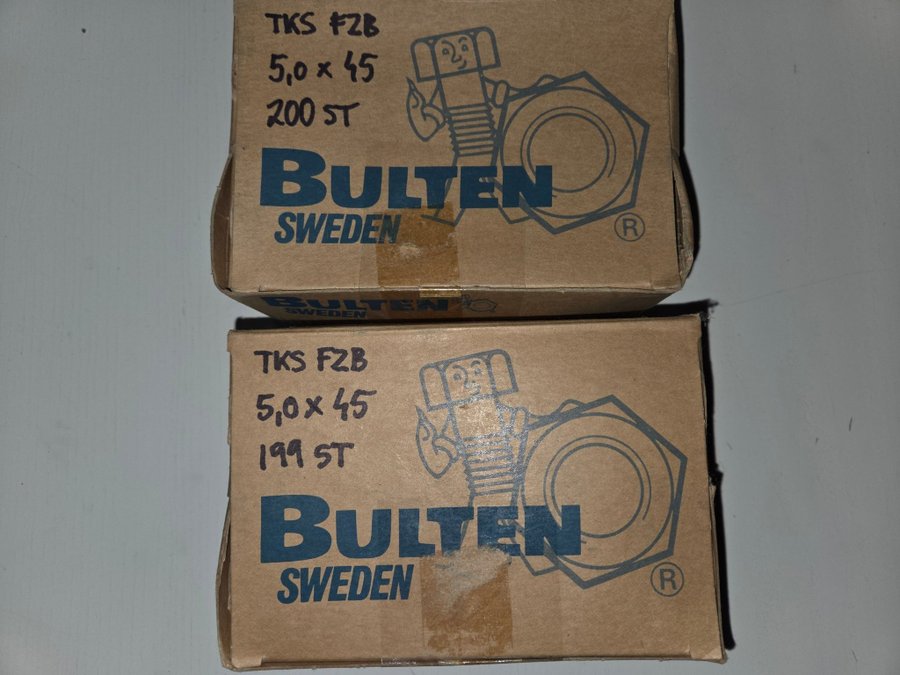 TKS FZB
5,0 x 45
200 ST
BULTEN
SWEDEN
®
BULTEN
SWEDEN
TKS FZB
5,0 x 45
199 ST
BULTEN
SWEDEN
®